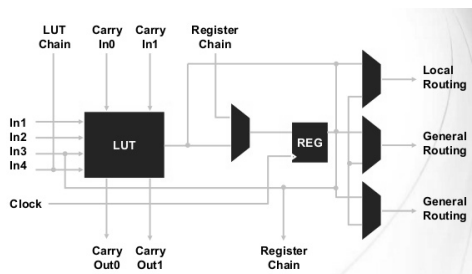 LUT
Chain
Carry
In0
Carry
In1
Register
Chain
Local
Routing
In1
In2
In3
In4
LUT
REG
General
Routing
Clock
General
Routing
Carry
Out0
Carry
Out1
Register
Chain